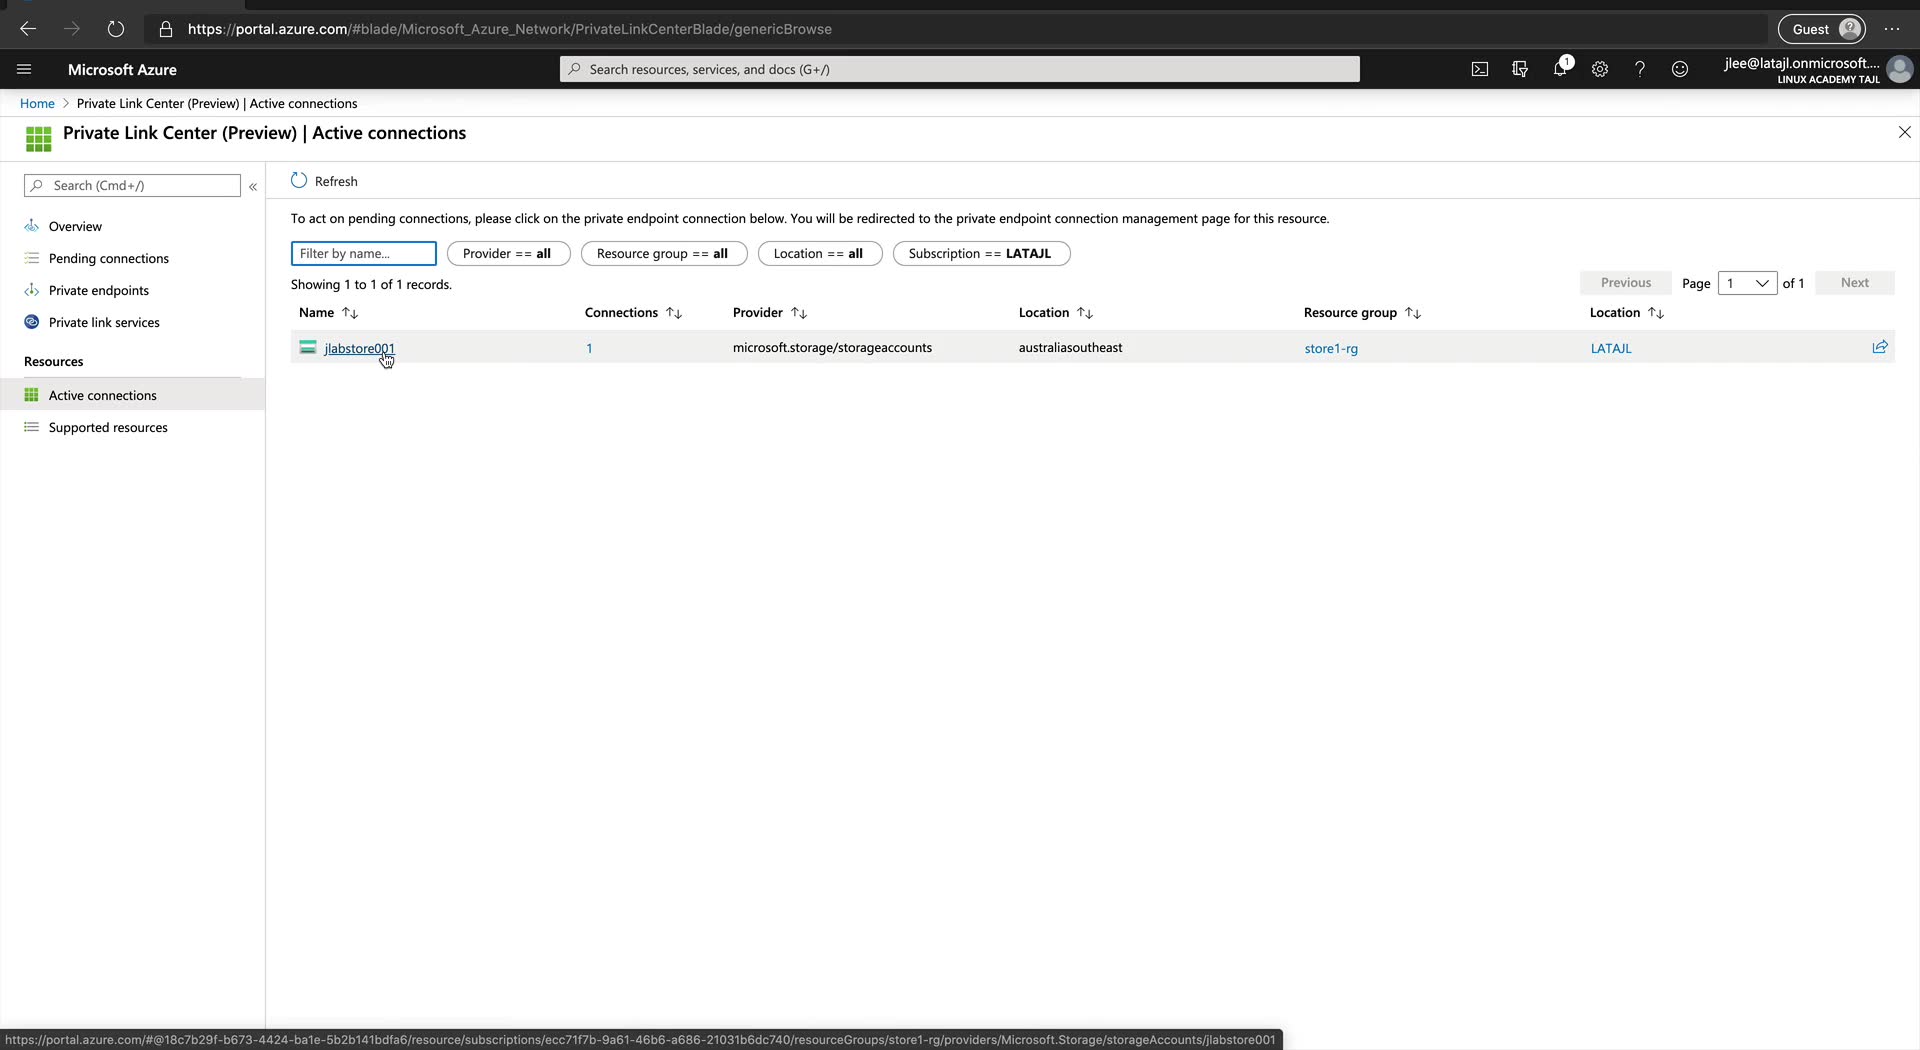 https://portal.azure.com/#blade/Microsoft_Azure_Network/PrivateLinkCenterBlade/genericBrowse
Guest
Microsoft Azure
Search resources, services, and docs (G+/)
1
jlee@latajl.onmicrosoft....
LINUX ACADEMY TAJL
Home > Private Link Center (Preview) | Active connections
Private Link Center (Preview) | Active connections
Search (Cmd+/)
«
Overview
Pending connections
Private endpoints
Private link services
Resources
Active connections
Supported resources
Refresh
To act on pending connections, please click on the private endpoint connection below. You will be redirected to the private endpoint connection management page for this resource.
Filter by name...
Provider == all
Resource group == all
Location == all
Subscription == LATAJL
Showing 1 to 1 of 1 records.
Previous
Page 1 of 1
Next
Name ↑↓ Connections ↑↓ Provider ↑↓ Location ↑↓ Resource group ↑↓ Location ↑↓
jlabstore001 1 microsoft.storage/storageaccounts australiasoutheast store1-rg LATAJL
https://portal.azure.com/#@18c7b29f-b673-4424-ba1e-5b2b141bdfa6/resource/subscriptions/ecc71f7b-9a61-46b6-a686-21031b6dc740/resourceGroups/store1-rg/providers/Microsoft.Storage/storageAccounts/jlabstore001